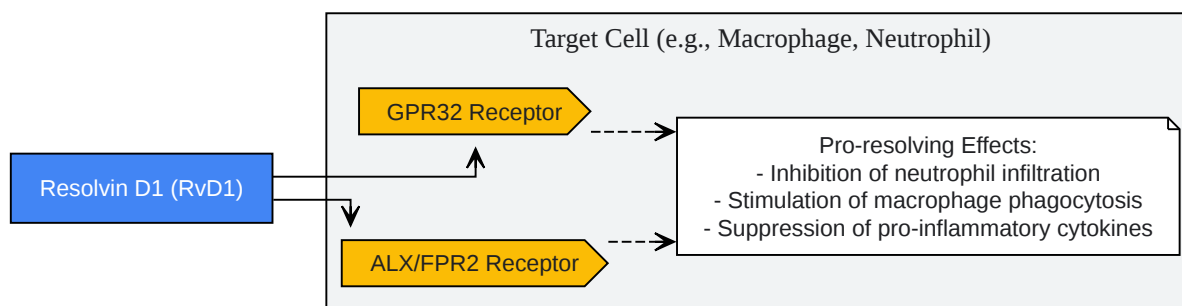 Target Cell (e.g., Macrophage, Neutrophil)
GPR32 Receptor
Resolvin D1 (RvD1)
ALX/FPR2 Receptor
Pro-resolving Effects:
- Inhibition of neutrophil infiltration
- Stimulation of macrophage phagocytosis
- Suppression of pro-inflammatory cytokines